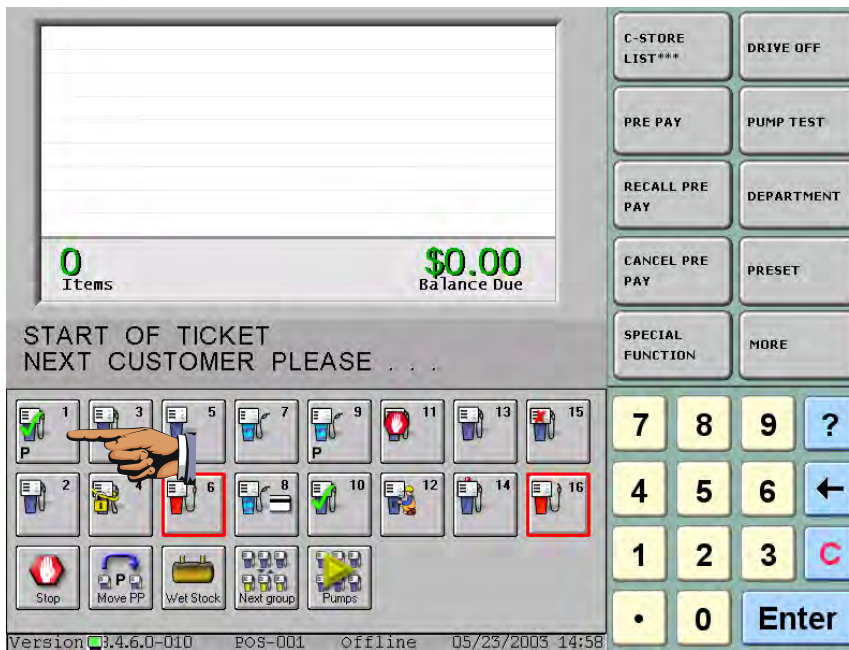 0
Items
$0.00
Balance Due
START OF TICKET
NEXT CUSTOMER PLEASE . . .
C-STORE
LIST***
DRIVE OFF
PRE PAY
PUMP TEST
RECALL PRE
PAY
DEPARTMENT
CANCEL PRE
PAY
PRESET
SPECIAL
FUNCTION
MORE
1
P
3
5
7
9
P
11
13
15
2
4
6
8
10
12
14
16
Stop
P
Move PP
Wet Stock
Next group
Pumps
7
8
9
?
4
5
6
←
1
2
3
C
•
0
Enter
Version .4.6.0-010 POS-001 Offline 05/23/2003 14:58